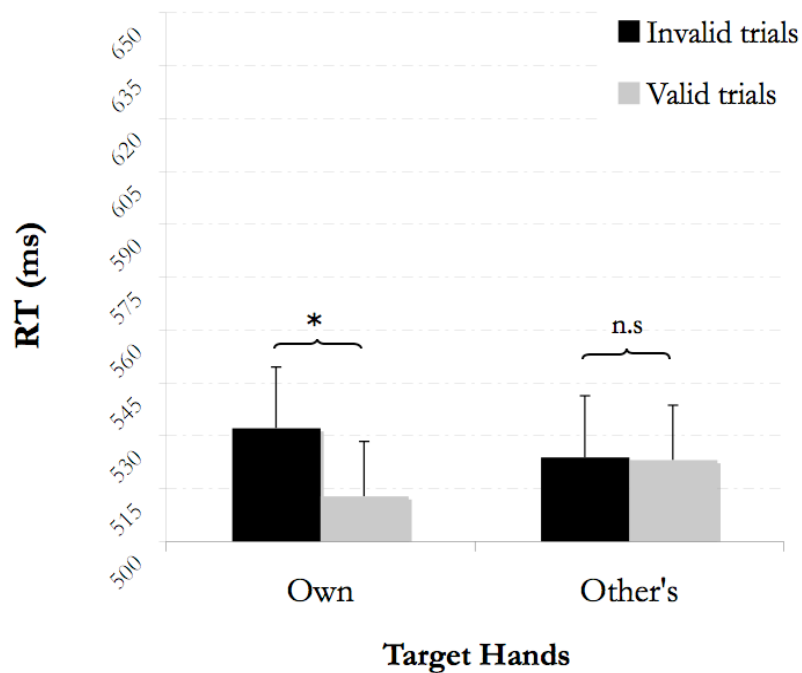 650
Invalid trials
635
Valid trials
620
605
590
RT (ms)
575
*
n.s
560
545
530
515
500
Own
Other's
Target Hands